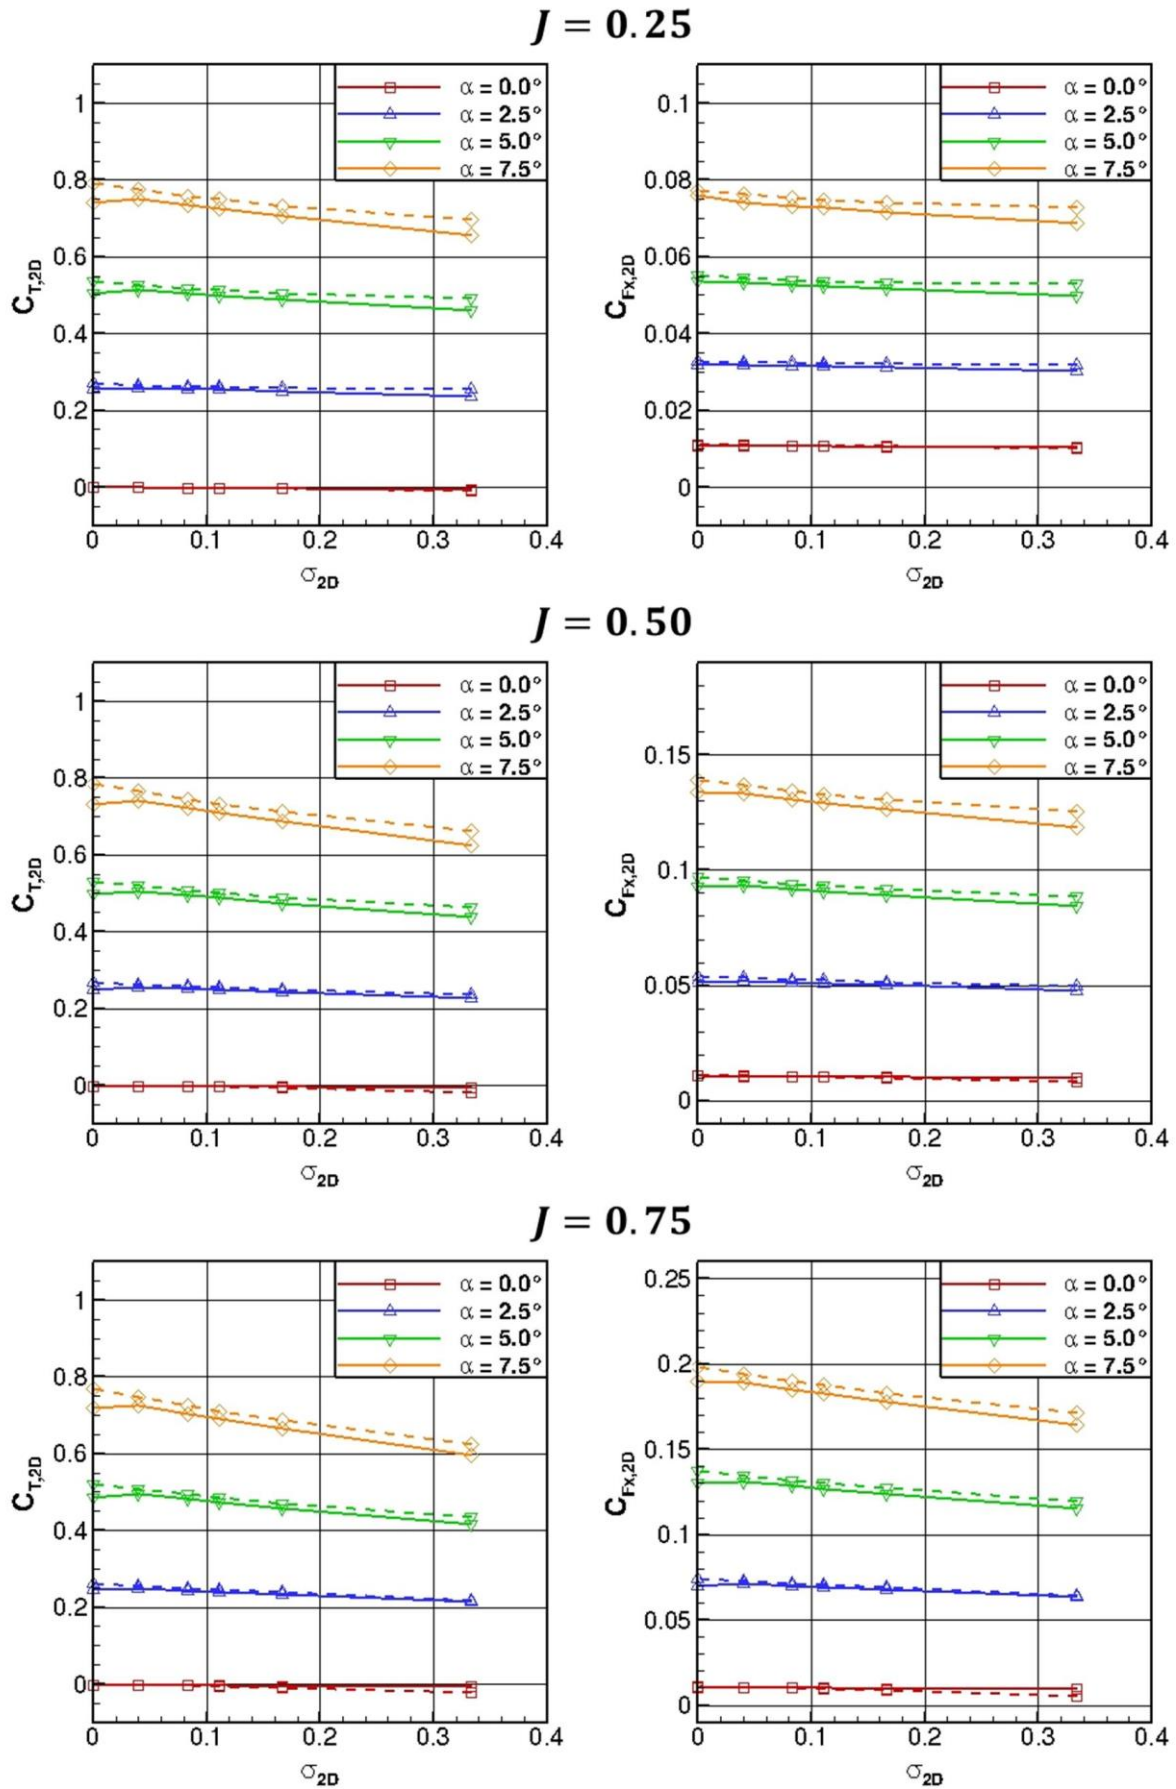 J = 0.25
α = 0.0°
α = 2.5°
α = 5.0°
α = 7.5°
1
0.8
0.6
0.4
0.2
0
C_T,2D
0 0.1 0.2 0.3 0.4
σ_2D
α = 0.0°
α = 2.5°
α = 5.0°
α = 7.5°
0.1
0.08
0.06
0.04
0.02
0
C_Fx,2D
0 0.1 0.2 0.3 0.4
σ_2D
J = 0.50
α = 0.0°
α = 2.5°
α = 5.0°
α = 7.5°
1
0.8
0.6
0.4
0.2
0
C_T,2D
0 0.1 0.2 0.3 0.4
σ_2D
α = 0.0°
α = 2.5°
α = 5.0°
α = 7.5°
0.15
0.1
0.05
0
C_Fx,2D
0 0.1 0.2 0.3 0.4
σ_2D
J = 0.75
α = 0.0°
α = 2.5°
α = 5.0°
α = 7.5°
1
0.8
0.6
0.4
0.2
0
C_T,2D
0 0.1 0.2 0.3 0.4
σ_2D
α = 0.0°
α = 2.5°
α = 5.0°
α = 7.5°
0.25
0.2
0.15
0.1
0.05
0
C_Fx,2D
0 0.1 0.2 0.3 0.4
σ_2D